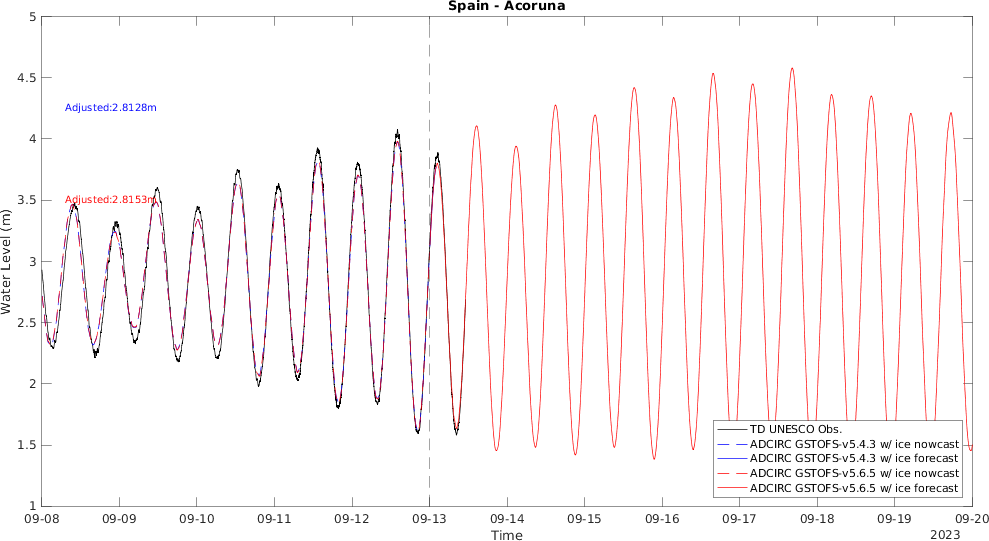 Spain - Acoruna
5
4.5
4
3.5
3
2.5
2
1.5
1
Water Level (m)
Adjusted:2.8128m
Adjusted:2.8153m
TD UNESCO Obs.
ADCIRC GSTOFS-v5.4.3 w/ ice nowcast
ADCIRC GSTOFS-v5.4.3 w/ ice forecast
ADCIRC GSTOFS-v5.6.5 w/ ice nowcast
ADCIRC GSTOFS-v5.6.5 w/ ice forecast
09-08 09-09 09-10 09-11 09-12 09-13 09-14 09-15 09-16 09-17 09-18 09-19 09-20
Time
2023